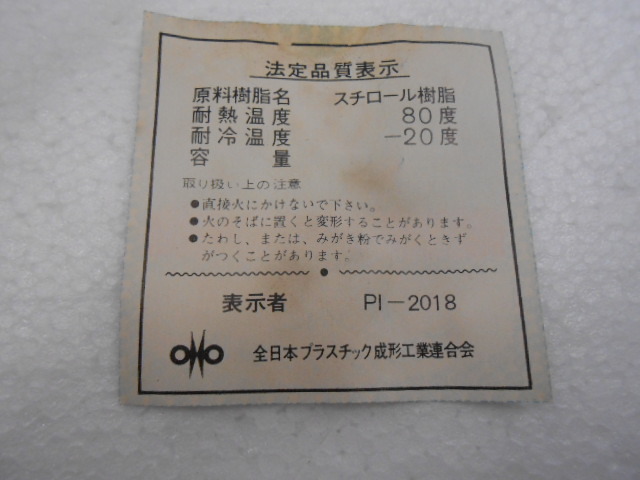 法定品質表示
原料樹脂名 スチロール樹脂
耐熱温度 80度
耐冷温度 −20度
容量
取り扱い上の注意
●直接火にかけないで下さい。
●火のそばに置くと変形することがあります。
●たわし、または、みがき粉でみがくときず
がつくことがあります。
表示者 PI−2018
全日本プラスチック成形工業連合会